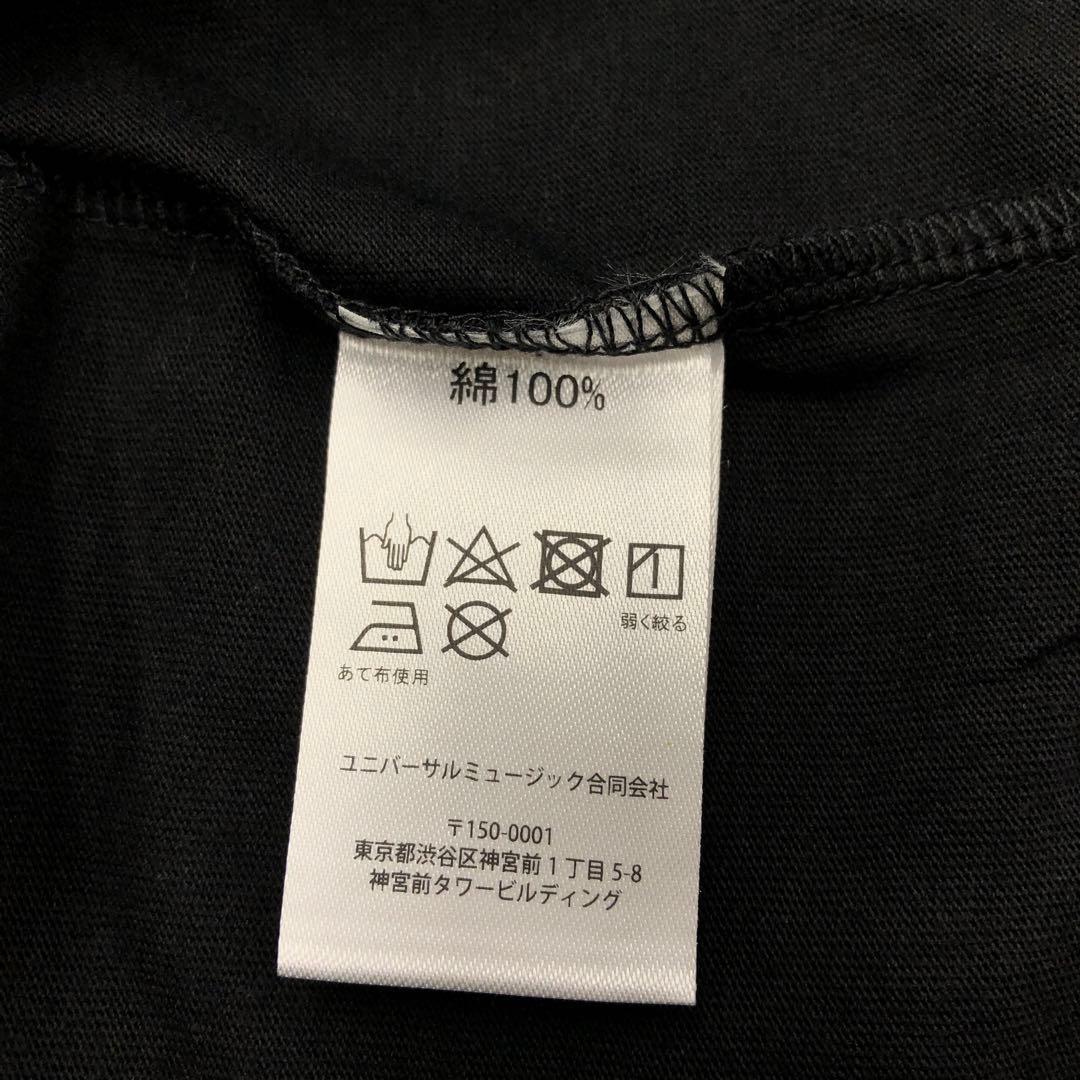 綿100%
弱く絞る
あて布使用
ユニバーサルミュージック合同会社
〒150-0001
東京都渋谷区神宮前1丁目5-8
神宮前タワービルディング